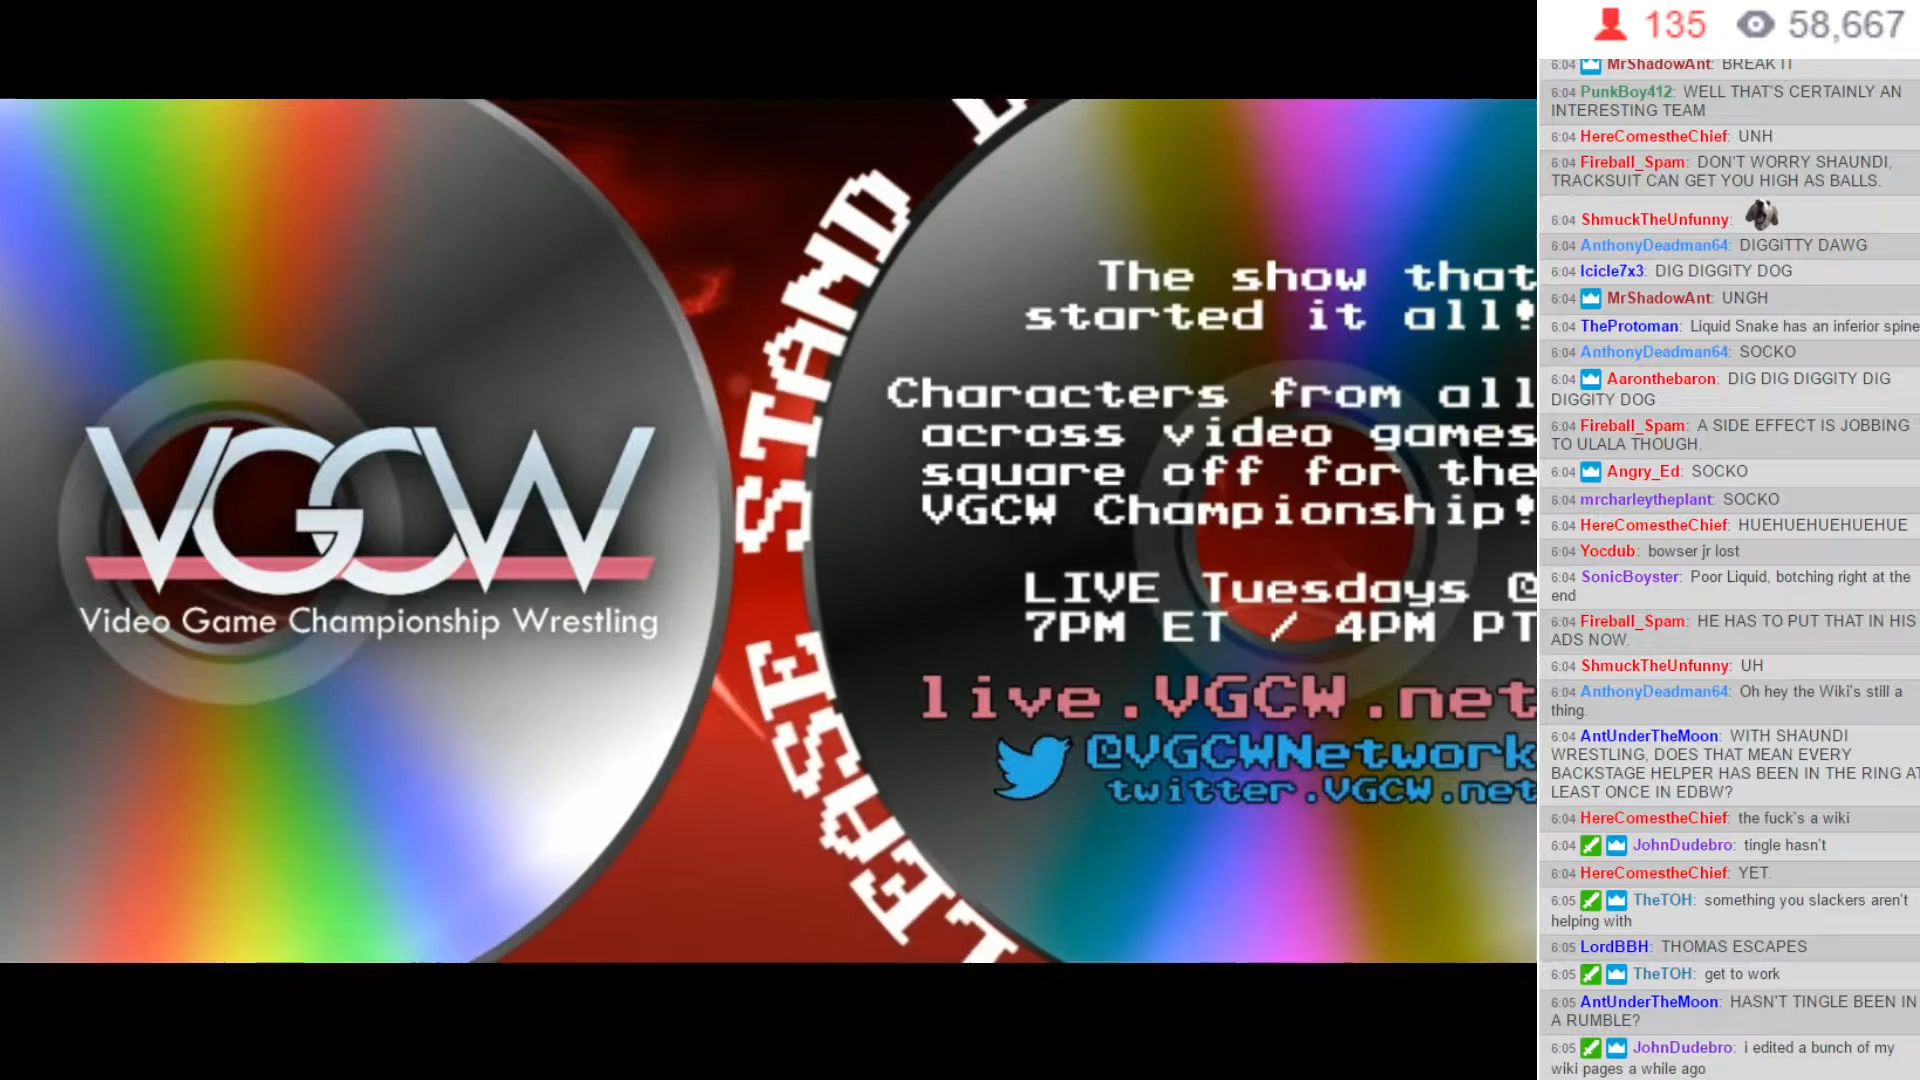 VGCW
Video Game Championship Wrestling
STAND
PLEASE
The show that
started it all!
Characters from all
across video games
square off for the
VGCW Championship!
LIVE Tuesdays @
7PM ET / 4PM PT
live.VGCW.net
@VGCWNetwork
twitter.VGCW.net
135 58,667
6:04 MrShadowAnt: BREAK IT
6:04 PunkBoy412: WELL THAT'S CERTAINLY AN
INTERESTING TEAM
6:04 HereComestheChief: UNH
6:04 Fireball_Spam: DON'T WORRY SHAUNDI,
TRACKSUIT CAN GET YOU HIGH AS BALLS.
6:04 ShmuckTheUnfunny:
6:04 AnthonyDeadman64: DIGGITTY DAWG
6:04 Icicle7x3: DIG DIGGITY DOG
6:04 MrShadowAnt: UNGH
6:04 TheProtoman: Liquid Snake has an inferior spine
6:04 AnthonyDeadman64: SOCKO
6:04 Aaronthebaron: DIG DIG DIGGITY DIG
DIGGITY DOG
6:04 Fireball_Spam: A SIDE EFFECT IS JOBBING
TO ULALA THOUGH.
6:04 Angry_Ed: SOCKO
6:04 mrcharleytheplant: SOCKO
6:04 HereComestheChief: HUEHUEHUEHUEHUE
6:04 Yocdub: bowser jr lost
6:04 SonicBoyster: Poor Liquid, botching right at the
end
6:04 Fireball_Spam: HE HAS TO PUT THAT IN HIS
ADS NOW.
6:04 ShmuckTheUnfunny: UH
6:04 AnthonyDeadman64: Oh hey the Wiki's still a
thing.
6:04 AntUnderTheMoon: WITH SHAUNDI
WRESTLING, DOES THAT MEAN EVERY
BACKSTAGE HELPER HAS BEEN IN THE RING AT
LEAST ONCE IN EDBW?
6:04 HereComestheChief: the fuck's a wiki
6:04 JohnDudebro: tingle hasn't
6:04 HereComestheChief: YET.
6:05 TheTOH: something you slackers aren't
helping with
6:05 LordBBH: THOMAS ESCAPES
6:05 TheTOH: get to work
6:05 AntUnderTheMoon: HASN'T TINGLE BEEN IN
A RUMBLE?
6:05 JohnDudebro: i edited a bunch of my
wiki pages a while ago